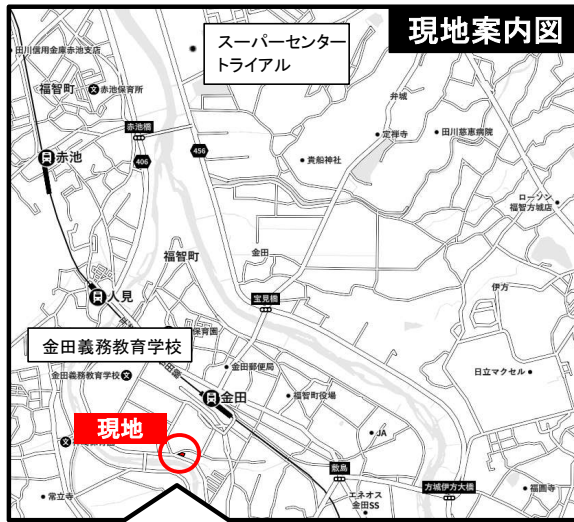 現地案内図
スーパーセンター
トライアル
田川信用金庫赤池支店
福智町
赤池保育所
井城
赤池橋
定禅寺
田川慈恵病院
赤池
406
456
貴船神社
ローソン
福智方城店
福智町
金田
人見
宝見橋
伊方
保育園
金田義務教育学校
金田義務教育学校
金田郵便局
日立マクセル
金田
福智町役場
現地
JA
敷島
常立寺
エネオス
金田SS
方城伊方大橋
福圓寺